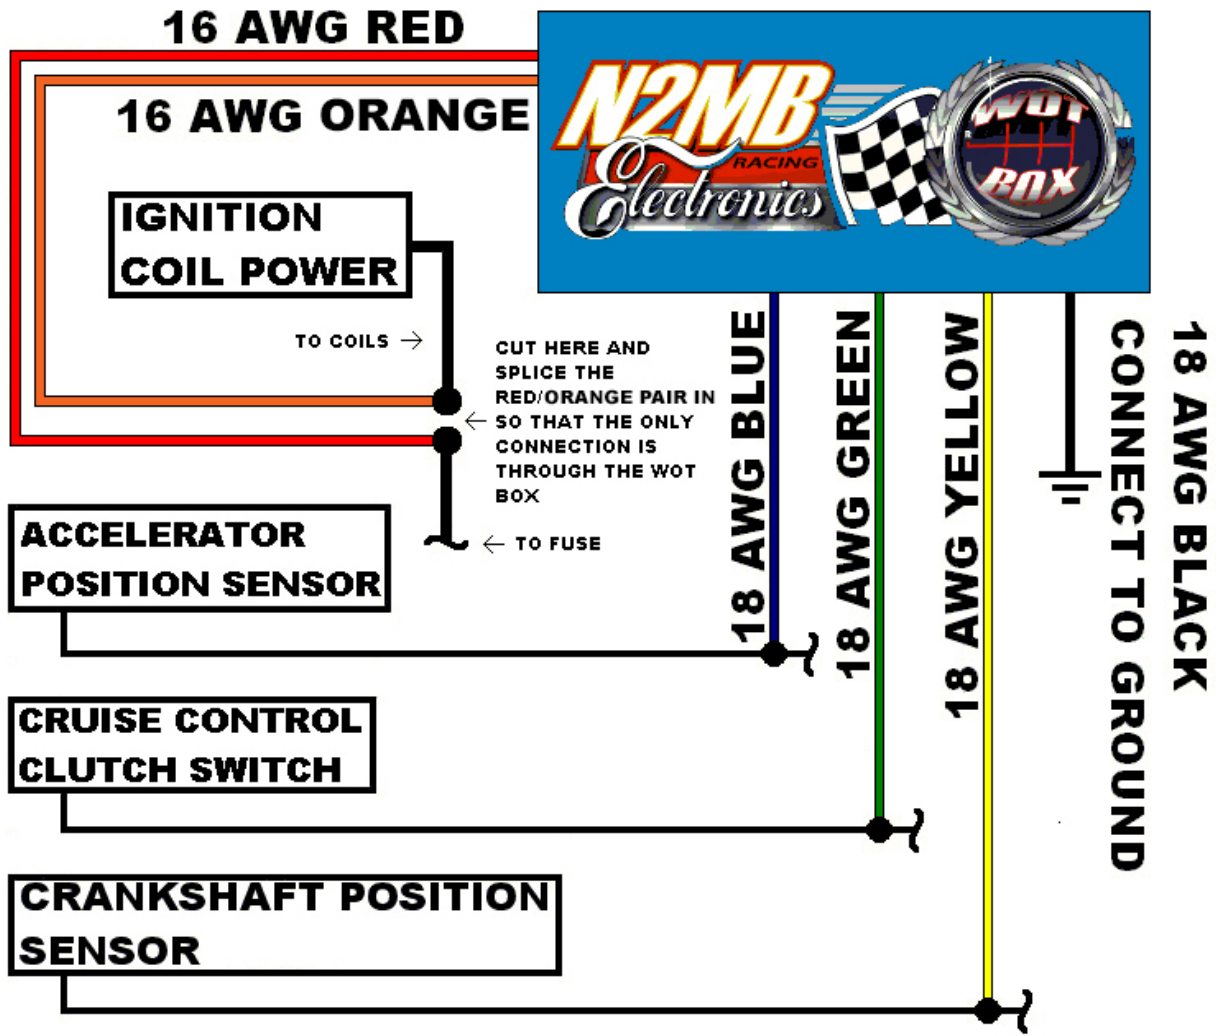 16 AWG RED
16 AWG ORANGE
N2MB
RACING
Electronics
WOT
BOX
IGNITION
COIL POWER
TO COILS →
CUT HERE AND
SPLICE THE
RED/ORANGE PAIR IN
← SO THAT THE ONLY
CONNECTION IS
THROUGH THE WOT
BOX
← TO FUSE
ACCELERATOR
POSITION SENSOR
CRUISE CONTROL
CLUTCH SWITCH
CRANKSHAFT POSITION
SENSOR
18 AWG BLUE
18 AWG GREEN
18 AWG YELLOW
18 AWG BLACK
CONNECT TO GROUND